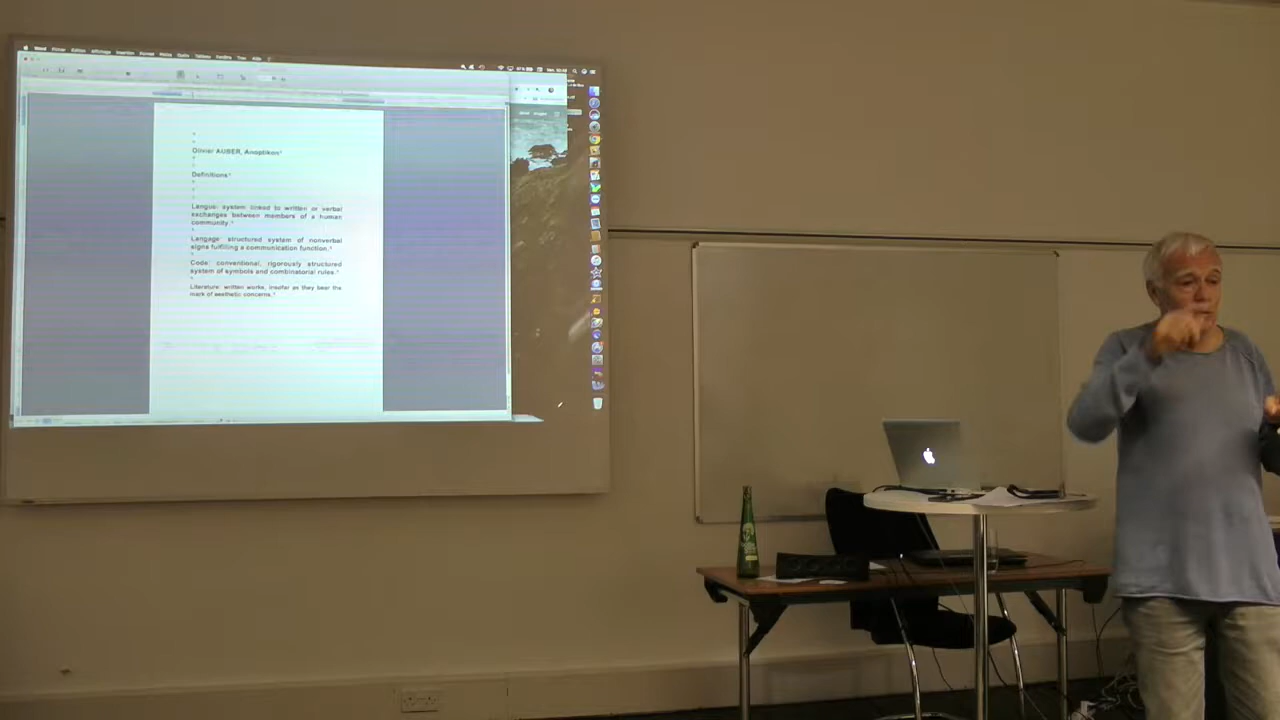 Olivier AUBER, Anoptikon
Definitions
Langue: system linked to written or verbal
exchanges between members of a human
community.
Langage: structured system of nonverbal
signs fulfilling a communication function.
Code: conventional, rigorously structured
system of symbols and combinatorial rules.
Literature: written works, insofar as they bear the
mark of aesthetic concerns.